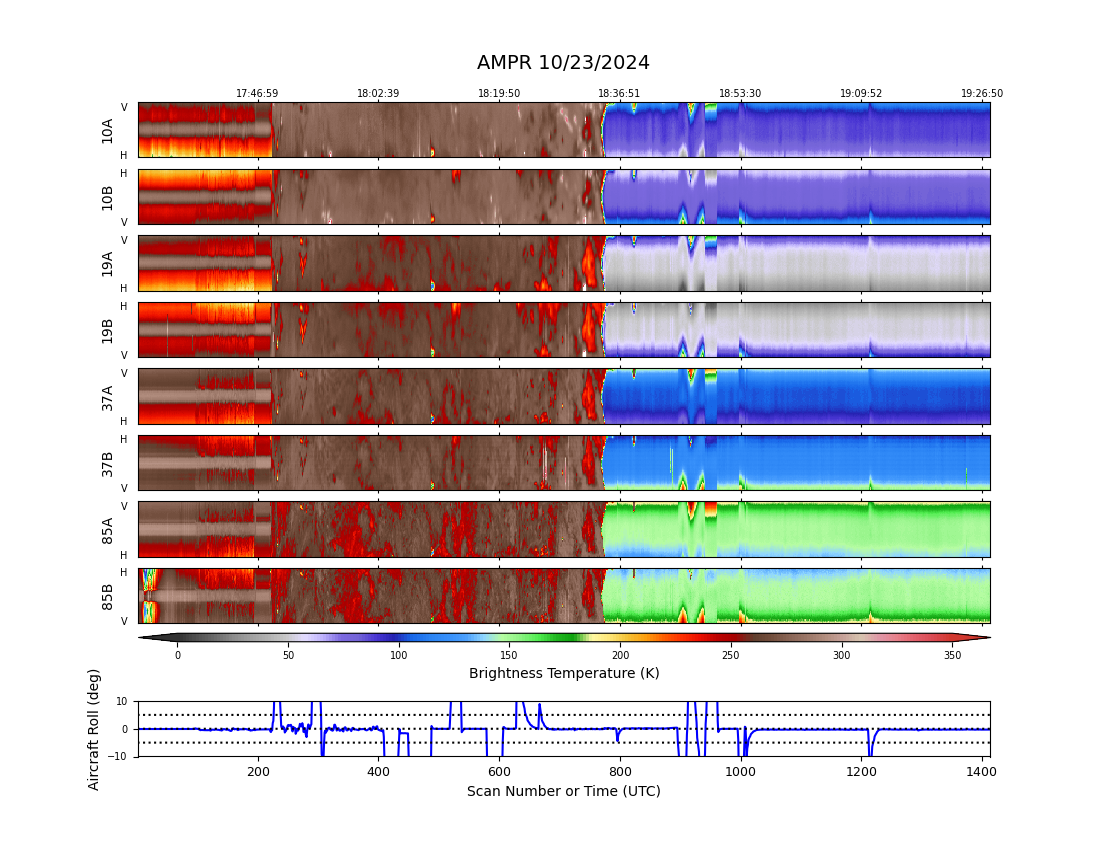 AMPR 10/23/2024
17:46:59 18:02:39 18:19:50 18:36:51 18:53:30 19:09:52 19:26:50
V
10A
H
H
10B
V
V
19A
H
H
19B
V
V
37A
H
H
37B
V
V
85A
H
H
85B
V
0 50 100 150 200 250 300 350
Brightness Temperature (K)
Aircraft Roll (deg)
10
0
−10
200 400 600 800 1000 1200 1400
Scan Number or Time (UTC)